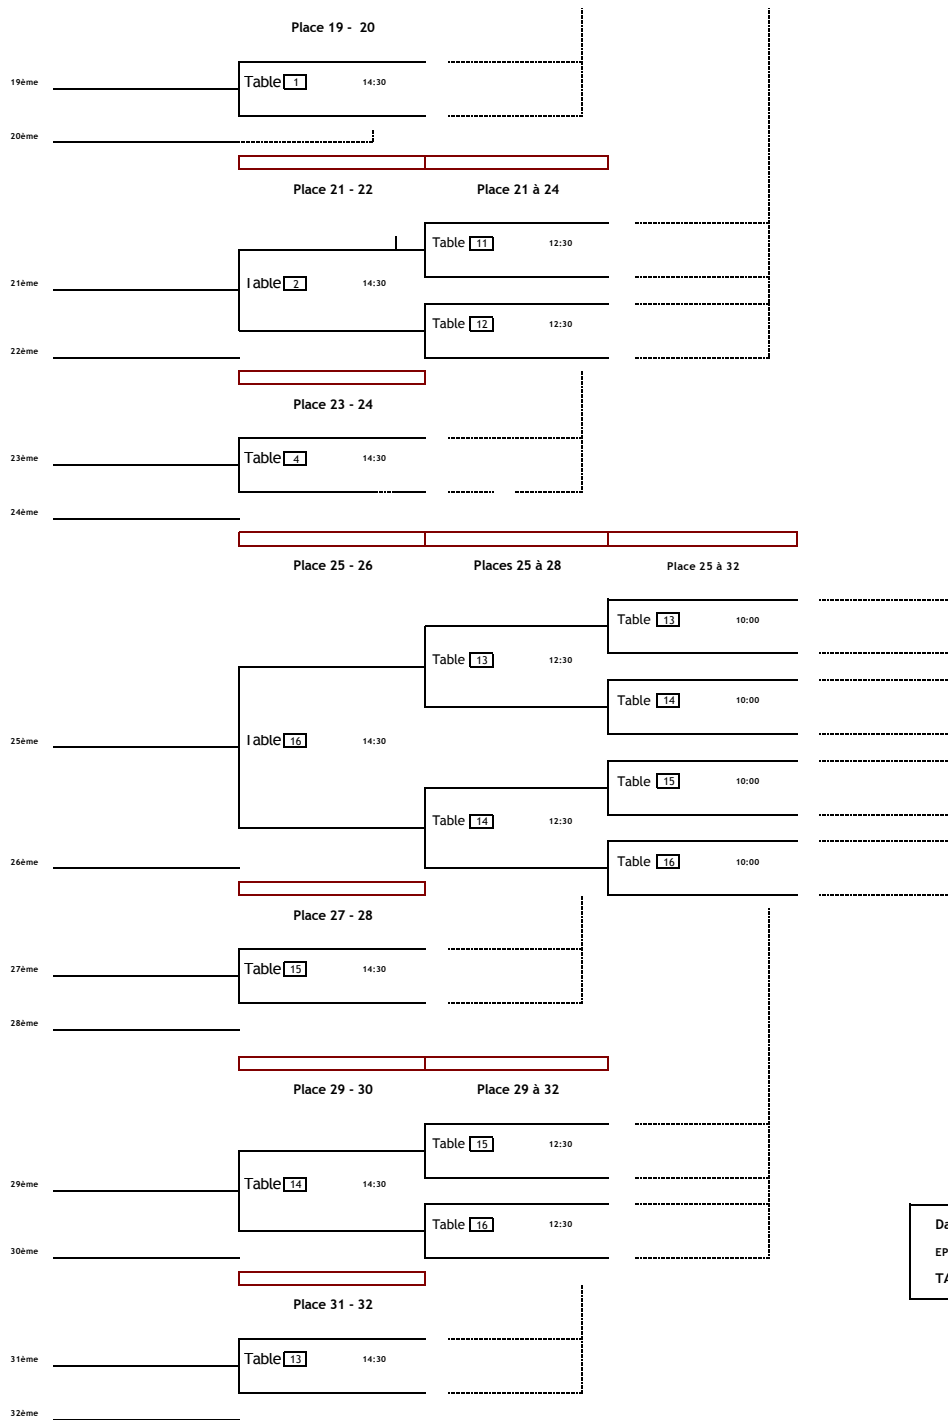 Place 19 - 20
19ème
Table 1 14:30
20ème
Place 21 - 22
Place 21 à 24
Table 11 12:30
21ème
Table 2 14:30
Table 12 12:30
22ème
Place 23 - 24
23ème
Table 4 14:30
24ème
Place 25 - 26
Places 25 à 28
Place 25 à 32
Table 13 10:00
Table 13 12:30
Table 14 10:00
25ème
Table 16 14:30
Table 15 10:00
Table 14 12:30
26ème
Table 16 10:00
Place 27 - 28
27ème
Table 15 14:30
28ème
Place 29 - 30
Place 29 à 32
Table 15 12:30
29ème
Table 14 14:30
Table 16 12:30
30ème
Da
EP
TA
Place 31 - 32
31ème
Table 13 14:30
32ème